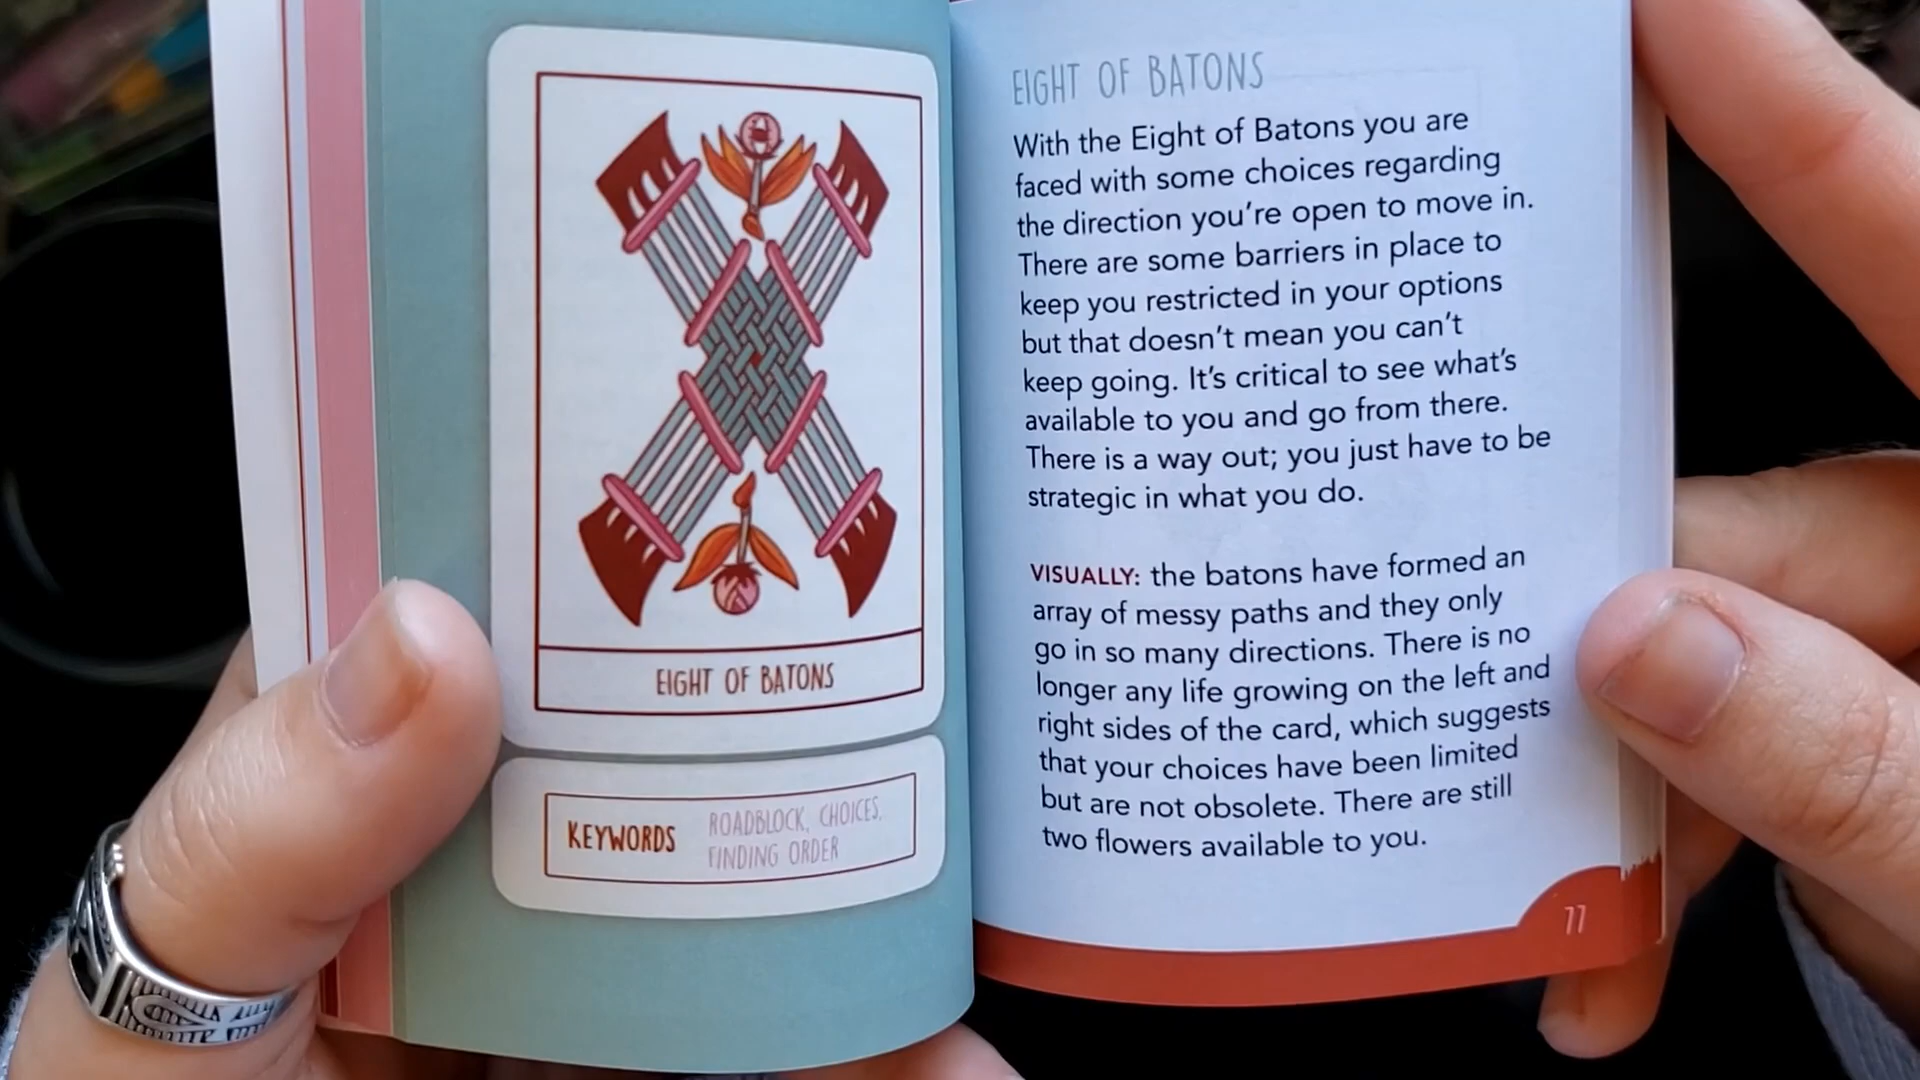 EIGHT OF BATONS
KEYWORDS
ROADBLOCK, CHOICES,
FINDING ORDER
EIGHT OF BATONS
With the Eight of Batons you are
faced with some choices regarding
the direction you're open to move in.
There are some barriers in place to
keep you restricted in your options
but that doesn't mean you can't
keep going. It's critical to see what's
available to you and go from there.
There is a way out; you just have to be
strategic in what you do.
VISUALLY: the batons have formed an
array of messy paths and they only
go in so many directions. There is no
longer any life growing on the left and
right sides of the card, which suggests
that your choices have been limited
but are not obsolete. There are still
two flowers available to you.
77